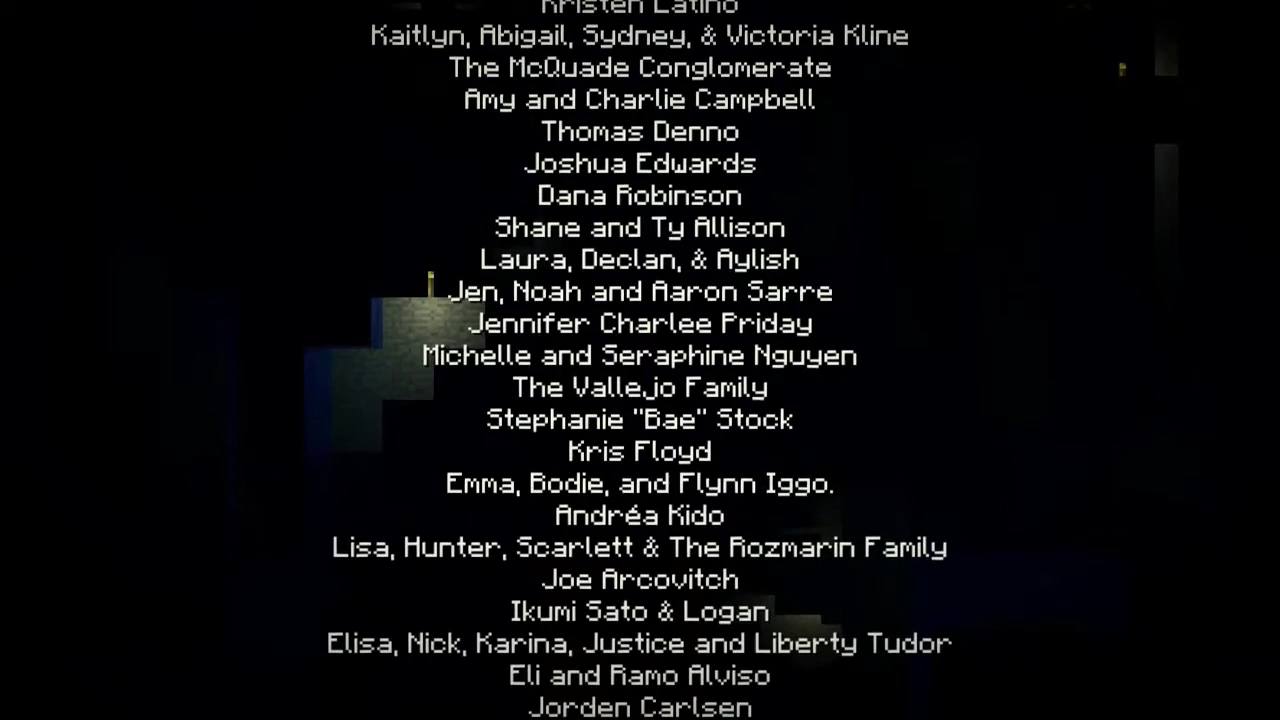 Kristen Latino
Kaitlyn, Abigail, Sydney, & Victoria Kline
The McQuade Conglomerate
Amy and Charlie Campbell
Thomas Denno
Joshua Edwards
Dana Robinson
Shane and Ty Allison
Laura, Declan, & Aylish
Jen, Noah and Aaron Sarre
Jennifer Charlee Priday
Michelle and Seraphine Nguyen
The Vallejo Family
Stephanie "Bae" Stock
Kris Floyd
Emma, Bodie, and Flynn Iggo.
Andréa Kido
Lisa, Hunter, Scarlett & The Rozmarin Family
Joe Arcovitch
Ikumi Sato & Logan
Elisa, Nick, Karina, Justice and Liberty Tudor
Eli and Ramo Alviso
Jorden Carlsen